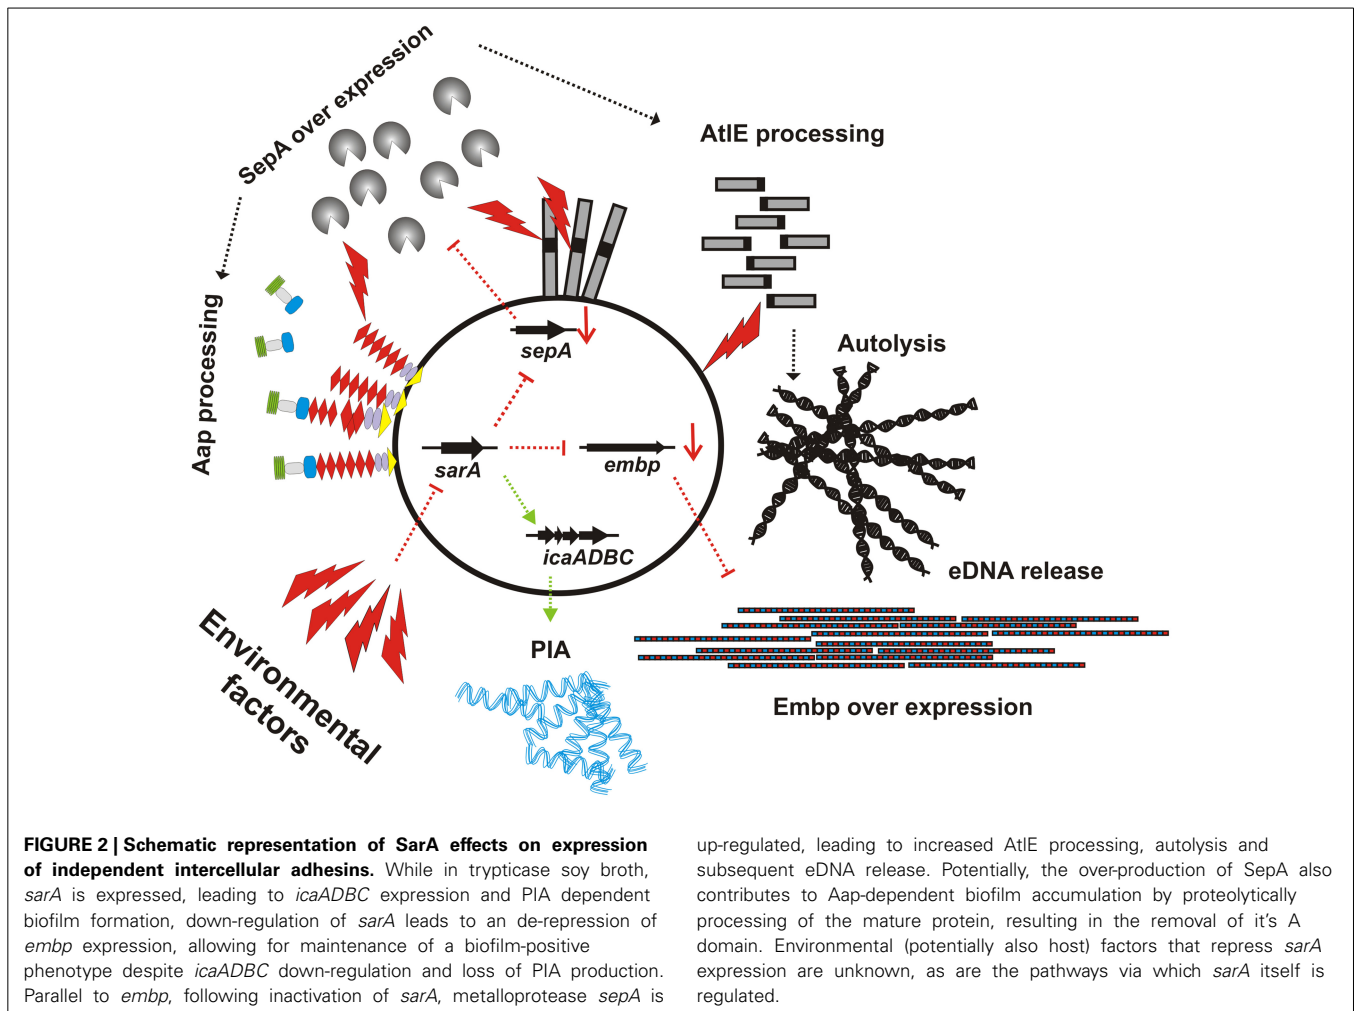 SepA over expression
AtlE processing
Aap processing
Autolysis
sepA
sarA
embp
icaADBC
eDNA release
PIA
Environmental
factors
Embp over expression
FIGURE 2 | Schematic representation of SarA effects on expression
of independent intercellular adhesins. While in trypticase soy broth,
sarA is expressed, leading to icaADBC expression and PIA dependent
biofilm formation, down-regulation of sarA leads to an de-repression of
embp expression, allowing for maintenance of a biofilm-positive
phenotype despite icaADBC down-regulation and loss of PIA production.
Parallel to embp, following inactivation of sarA, metalloprotease sepA is
up-regulated, leading to increased AtlE processing, autolysis and
subsequent eDNA release. Potentially, the over-production of SepA also
contributes to Aap-dependent biofilm accumulation by proteolytically
processing of the mature protein, resulting in the removal of it's A
domain. Environmental (potentially also host) factors that repress sarA
expression are unknown, as are the pathways via which sarA itself is
regulated.